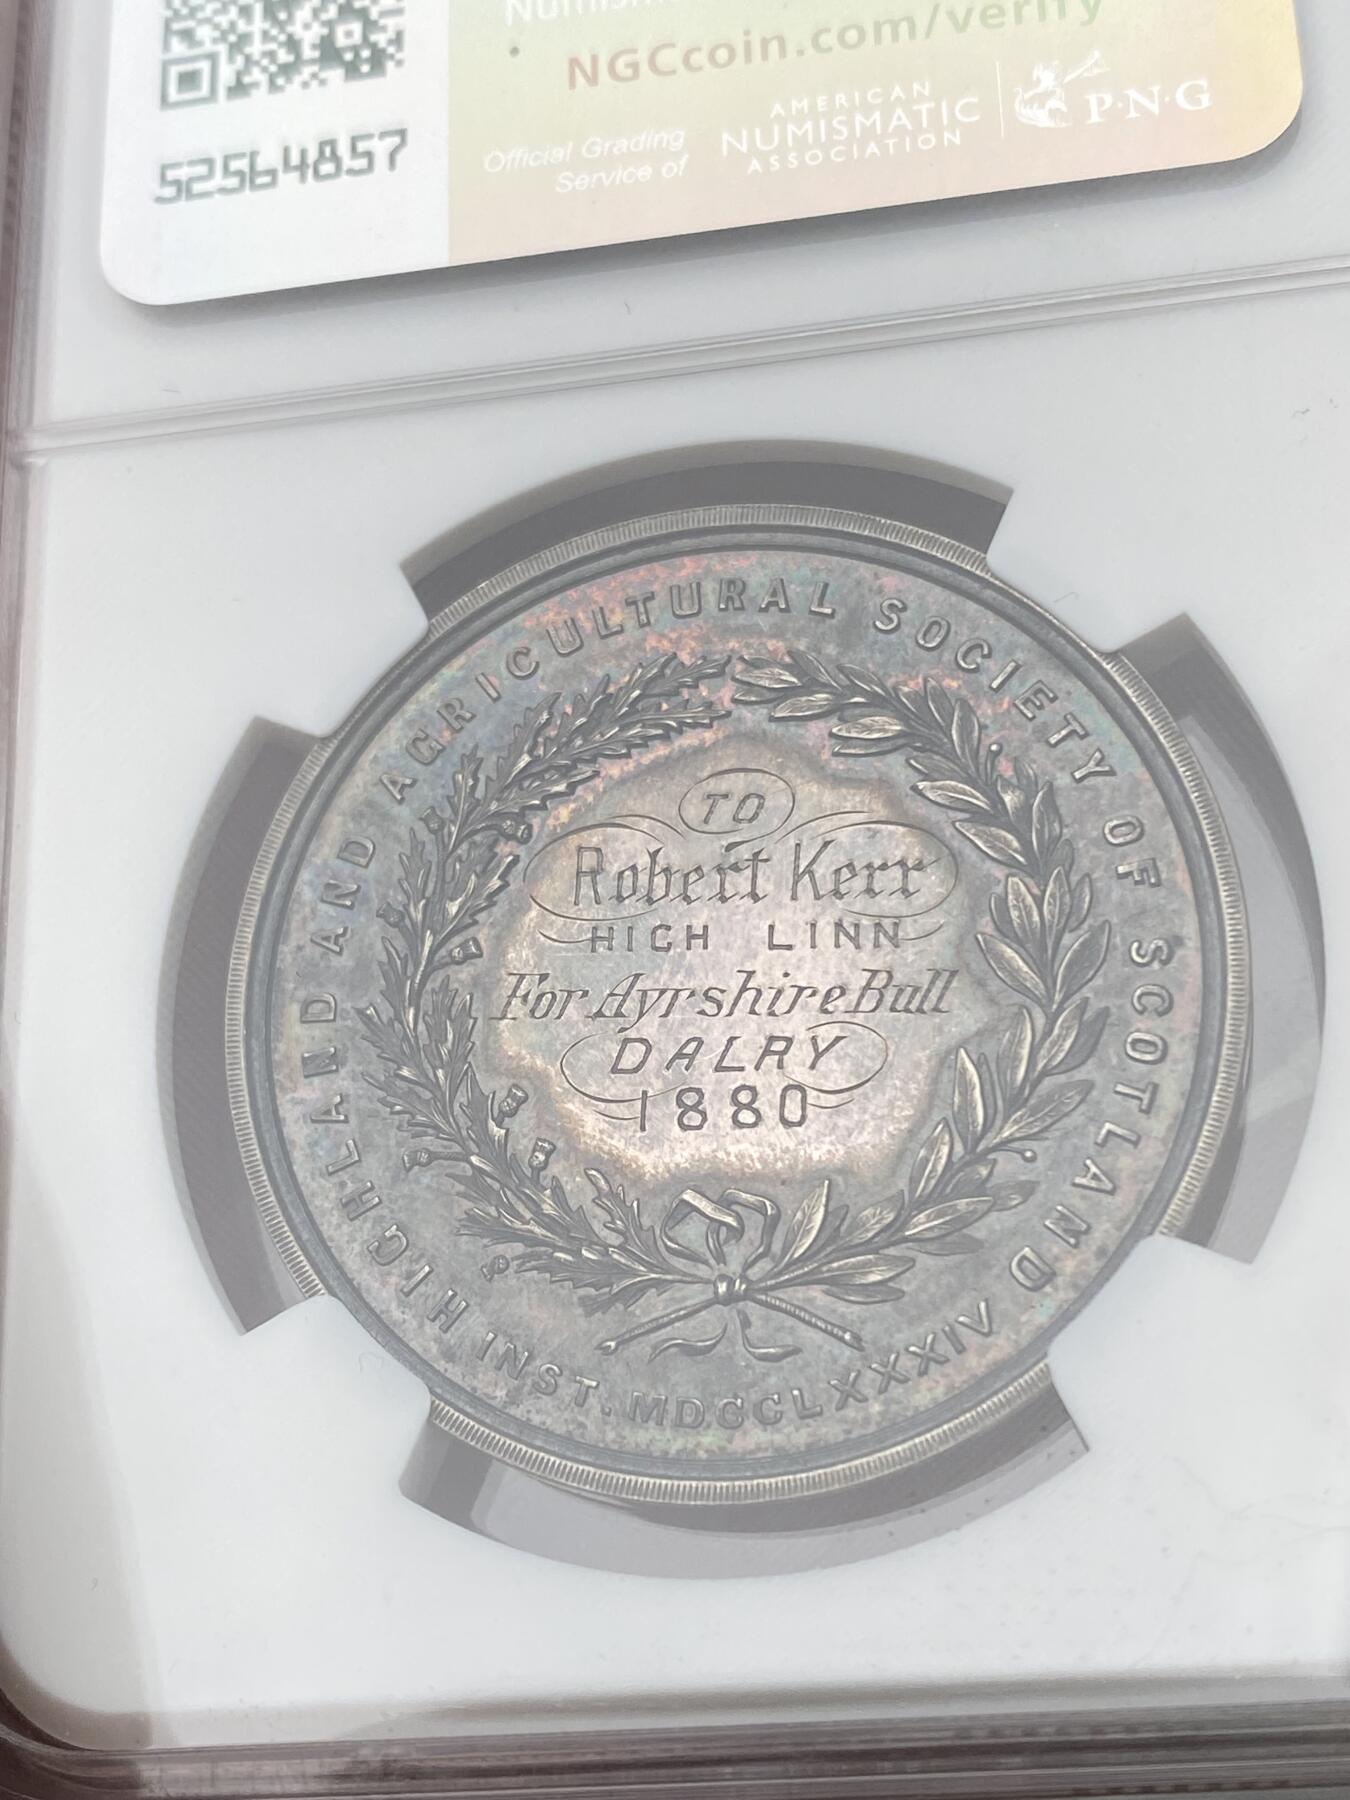 NGCcoin.com/verify
52564857
Official Grading
Service of
AMERICAN
NUMISMATIC
ASSOCIATION
P·N·G
HIGHLAND AND AGRICULTURAL SOCIETY OF SCOTLAND
TO
Robert Kerr
HIGH LINN
For Ayrshire Bull
DALRY
1880
INST. MDCCLXXXIV